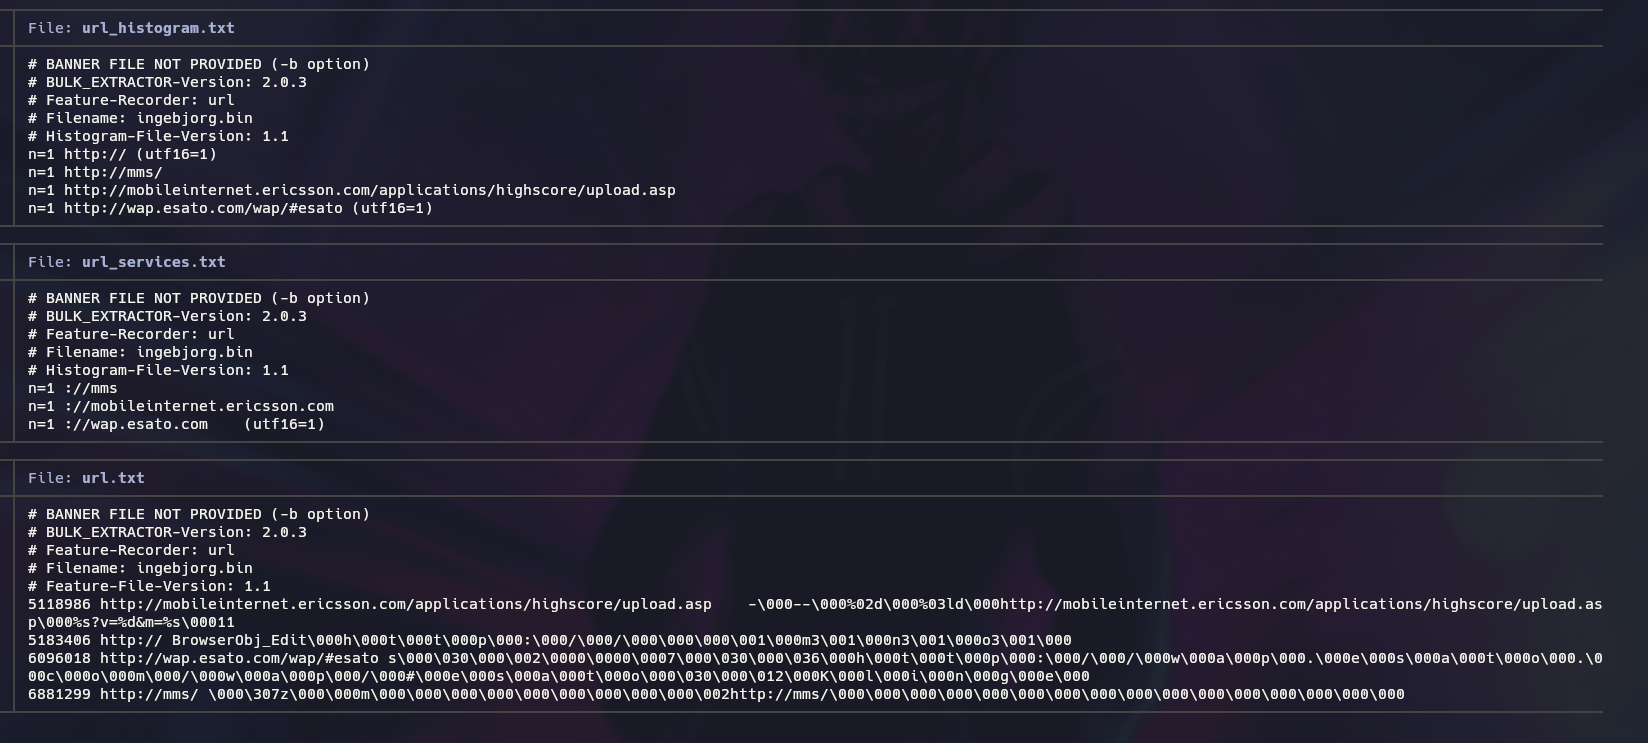 File: url_histogram.txt
# BANNER FILE NOT PROVIDED (-b option)
# BULK_EXTRACTOR-Version: 2.0.3
# Feature-Recorder: url
# Filename: ingebjorg.bin
# Histogram-File-Version: 1.1
n=1 http:// (utf16=1)
n=1 http://mms/
n=1 http://mobileinternet.ericsson.com/applications/highscore/upload.asp
n=1 http://wap.esato.com/wap/#esato (utf16=1)
File: url_services.txt
# BANNER FILE NOT PROVIDED (-b option)
# BULK_EXTRACTOR-Version: 2.0.3
# Feature-Recorder: url
# Filename: ingebjorg.bin
# Histogram-File-Version: 1.1
n=1 ://mms
n=1 ://mobileinternet.ericsson.com
n=1 ://wap.esato.com    (utf16=1)
File: url.txt
# BANNER FILE NOT PROVIDED (-b option)
# BULK_EXTRACTOR-Version: 2.0.3
# Feature-Recorder: url
# Filename: ingebjorg.bin
# Feature-File-Version: 1.1
5118986 http://mobileinternet.ericsson.com/applications/highscore/upload.asp    -\000--\000%02d\000%03ld\000http://mobileinternet.ericsson.com/applications/highscore/upload.as
p\000%s?v=%d&m=%s\00011
5183406 http:// BrowserObj_Edit\000h\000t\000t\000p\000:\000/\000/\000\000\000\001\000m3\001\000n3\001\000o3\001\000
6096018 http://wap.esato.com/wap/#esato s\000\030\000\002\0000\0000\0007\000\030\000\036\000h\000t\000t\000p\000:\000/\000/\000w\000a\000p\000.\000e\000s\000a\000t\000o\000.\0
00c\000o\000m\000/\000w\000a\000p\000/\000#\000e\000s\000a\000t\000o\000\030\000\012\000K\000l\000i\000n\000g\000e\000
6881299 http://mms/ \000\307z\000\000m\000\000\000\000\000\000\000\000\000\000\002http://mms/\000\000\000\000\000\000\000\000\000\000\000\000\000\000\000\000